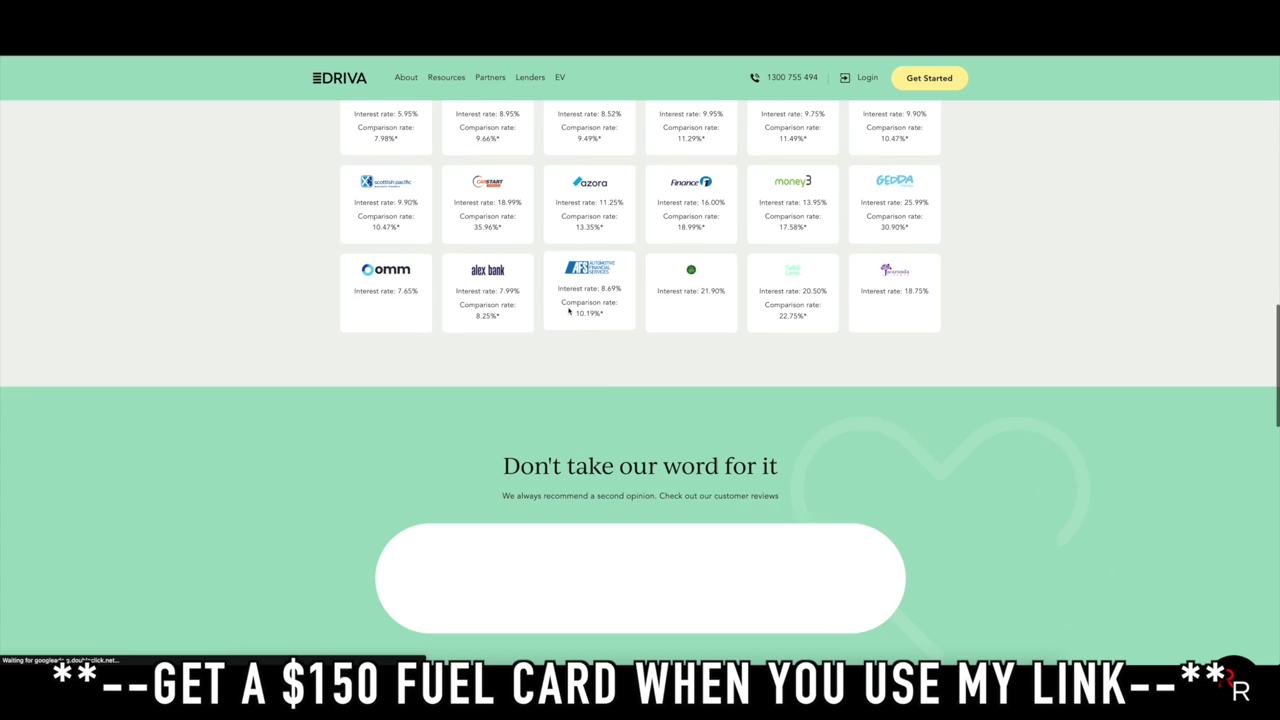 DRIVA About Resources Partners Lenders EV 1300 755 494 Login Get Started
Interest rate: 5.95% Interest rate: 8.95% Interest rate: 8.52% Interest rate: 9.95% Interest rate: 9.75% Interest rate: 9.90%
Comparison rate: Comparison rate: Comparison rate: Comparison rate: Comparison rate: Comparison rate:
7.98%* 9.66%* 9.49%* 11.29%* 11.49%* 10.47%*
scottish pacific CARSTART azora Finance money3 GEDDA
Interest rate: 9.90% Interest rate: 18.99% Interest rate: 11.25% Interest rate: 16.00% Interest rate: 13.95% Interest rate: 25.99%
Comparison rate: Comparison rate: Comparison rate: Comparison rate: Comparison rate: Comparison rate:
10.47%* 35.96%* 13.35%* 18.99%* 17.58%* 30.90%*
omm alex bank AFS AUTOMOTIVE FINANCIAL SERVICES
Interest rate: 7.65% Interest rate: 7.99% Interest rate: 8.69% Interest rate: 21.90% Interest rate: 20.50% Interest rate: 18.75%
Comparison rate: Comparison rate: Comparison rate:
8.25%* 10.19%* 22.75%*
Don't take our word for it
We always recommend a second opinion. Check out our customer reviews
**--GET A $150 FUEL CARD WHEN YOU USE MY LINK--**
R